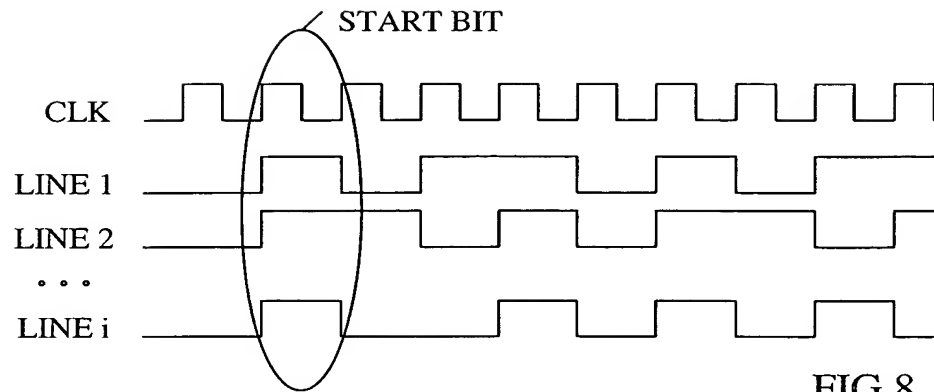 START BIT
CLK
LINE 1
LINE 2
∘ ∘ ∘
LINE i
FIG 8